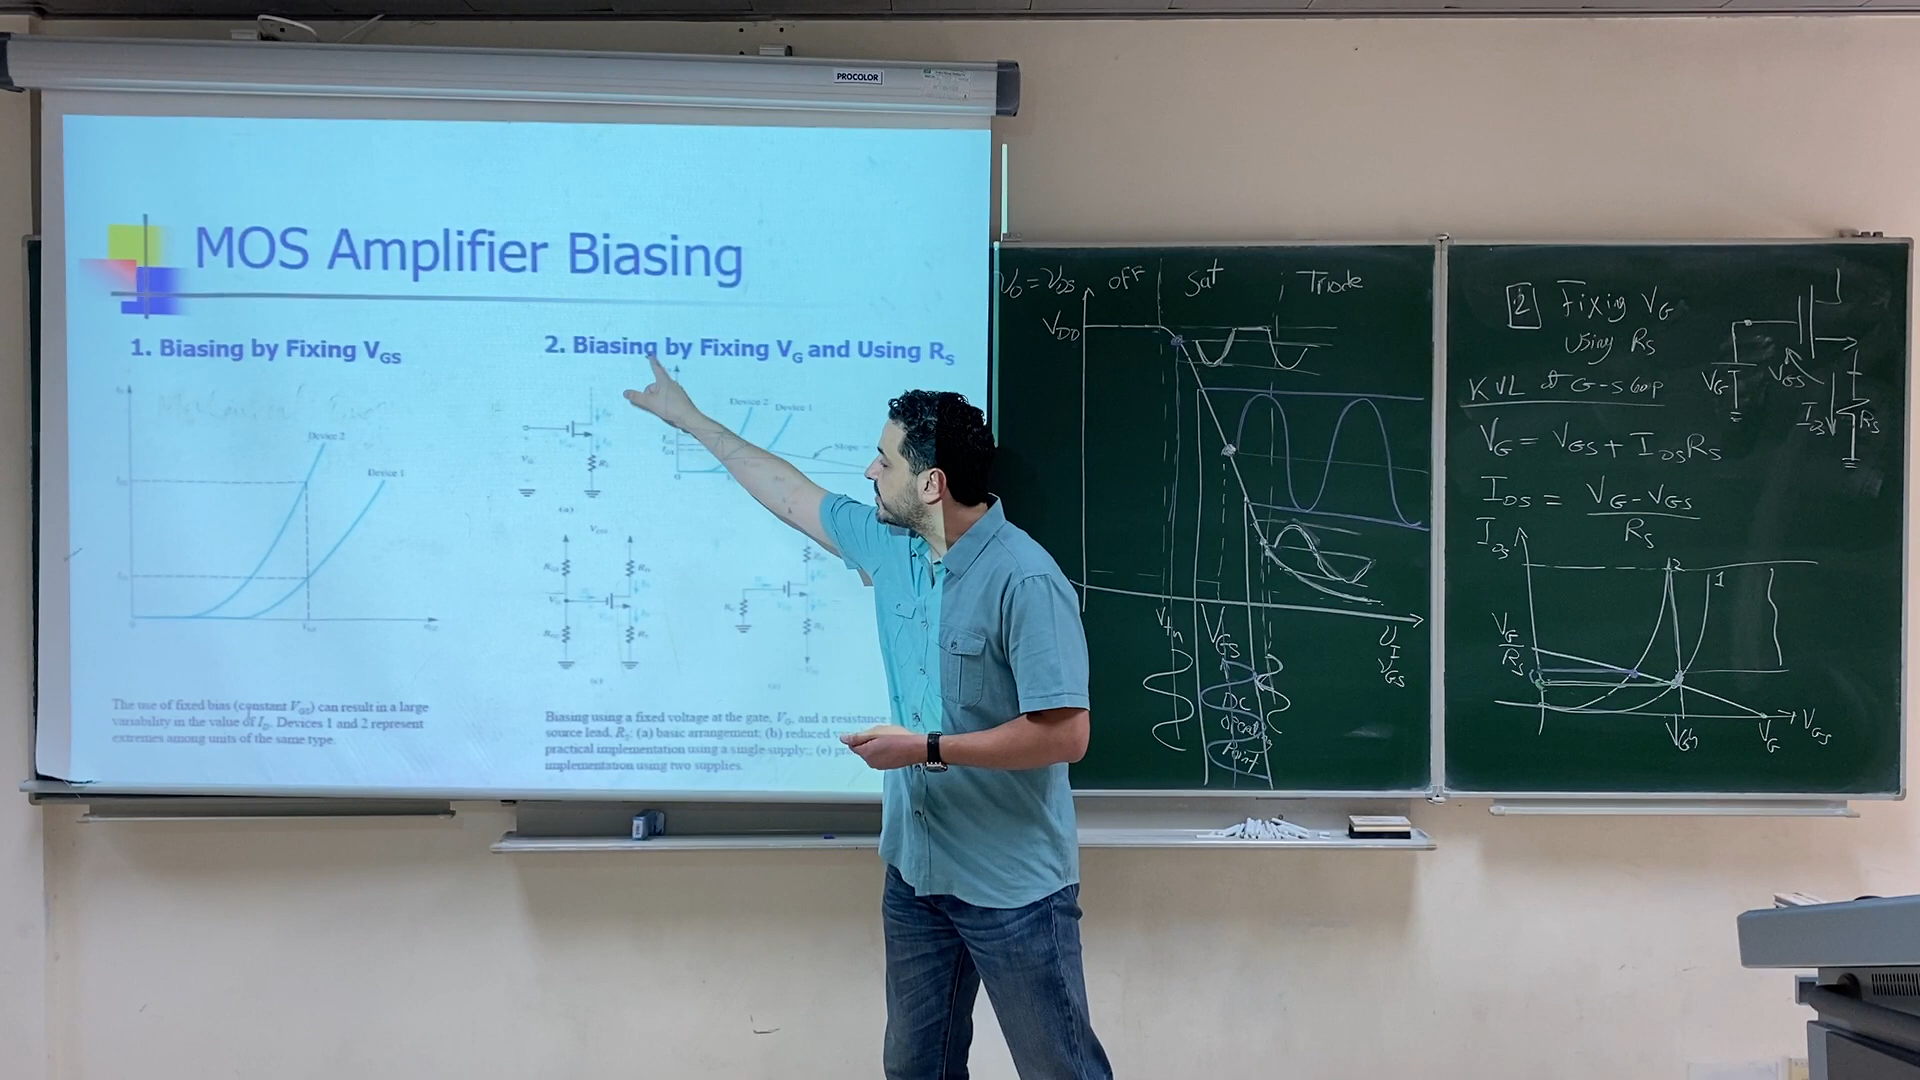 PROCOLOR
MOS Amplifier Biasing
1. Biasing by Fixing VGS
2. Biasing by Fixing VG and Using RS
Device 2
Device 1
Device 2
Device 1
Slope
The use of fixed bias (constant VGS) can result in a large
variability in the value of ID. Devices 1 and 2 represent
extremes among units of the same type.
Biasing using a fixed voltage at the gate, VG, and a resistance
source lead, RS: (a) basic arrangement; (b) reduced
practical implementation using a single supply; (e)
implementation using two supplies.
VO = VDS
off
Sat
Triode
VDD
Vtn
VGS
DC
Point
VI
VGS
2 Fixing VG
Using RS
KVL at G-S loop
VG = VGS + IDS RS
IDS = VG - VGS
RS
VG
VGS
IDS
RS
IDS
2
1
VG
RS
VG
VGS